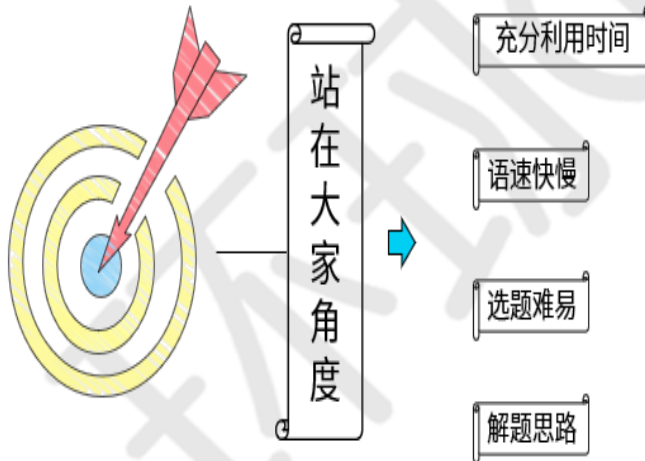 站在大家角度
充分利用时间
语速快慢
选题难易
解题思路